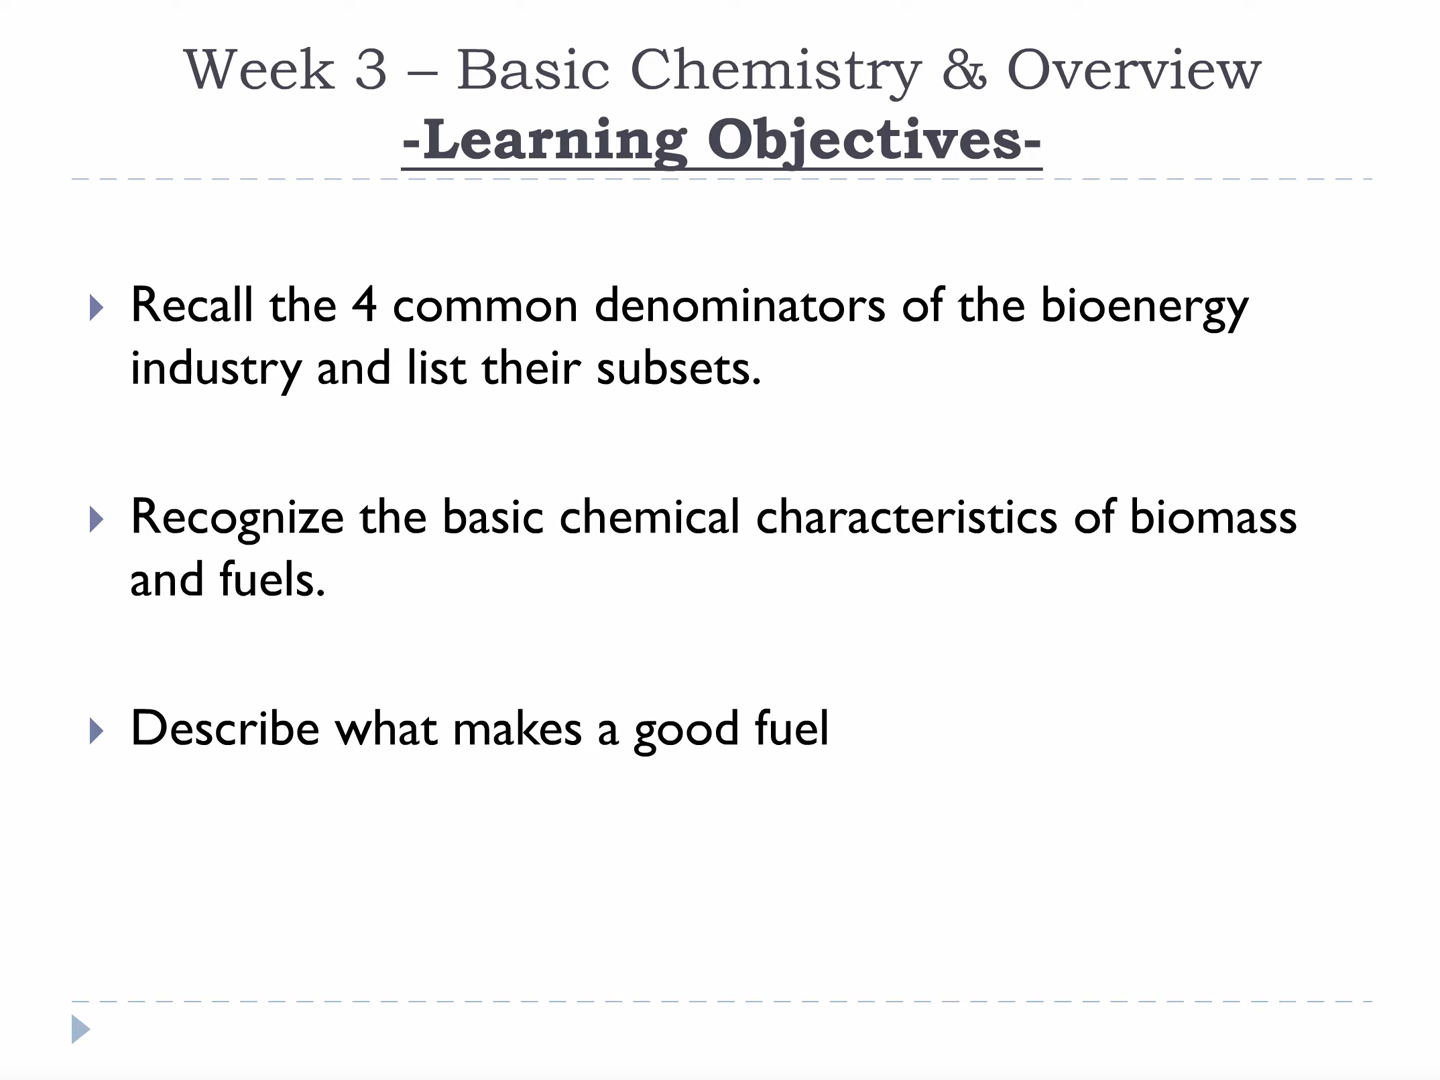 Week 3 – Basic Chemistry & Overview
-Learning Objectives-
Recall the 4 common denominators of the bioenergy
industry and list their subsets.
Recognize the basic chemical characteristics of biomass
and fuels.
Describe what makes a good fuel